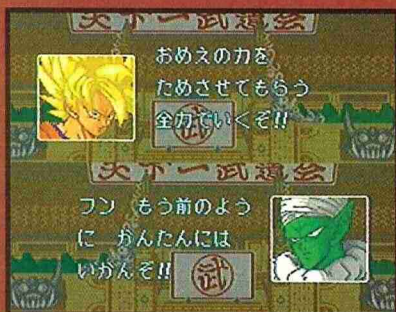 天下一武道会
おめえの力を
ためさせてもらう
全力でいくぞ!!
武
天下一武道会
フン もう前のよう
に かんたんには
いかんぞ!!
武